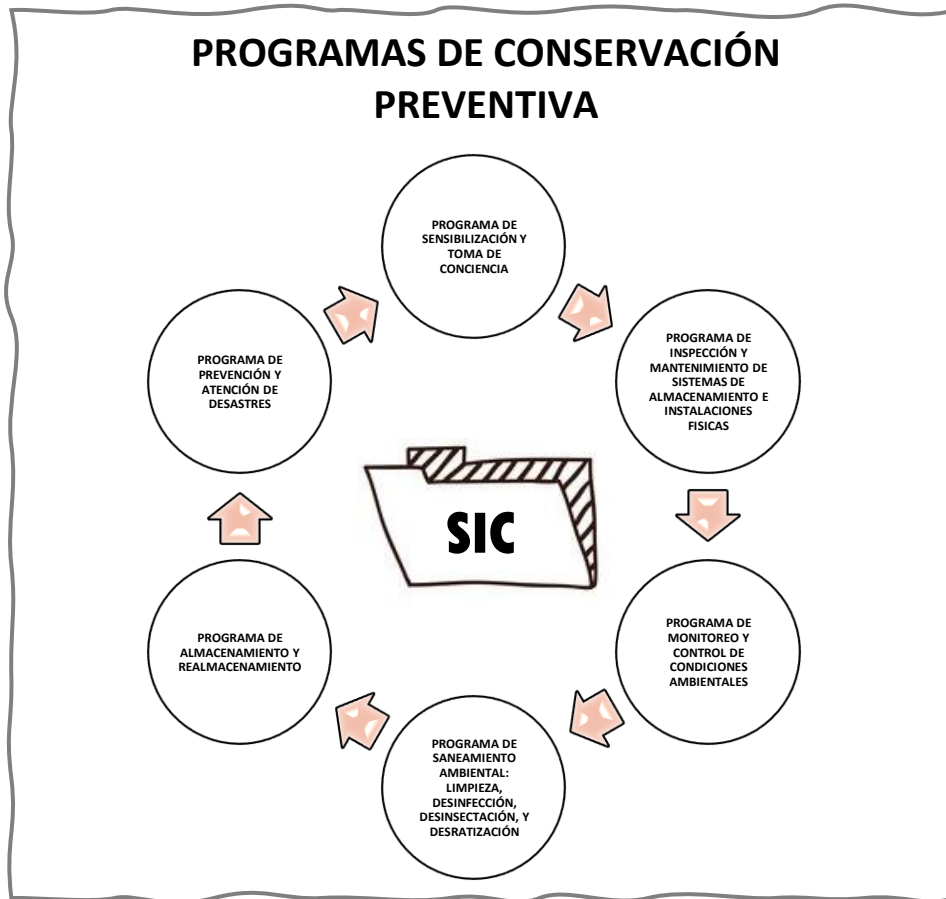 PROGRAMAS DE CONSERVACIÓN
PREVENTIVA
PROGRAMA DE
SENSIBILIZACIÓN Y
TOMA DE
CONCIENCIA
PROGRAMA DE
INSPECCIÓN Y
MANTENIMIENTO DE
SISTEMAS DE
ALMACENAMIENTO E
INSTALACIONES
FISICAS
PROGRAMA DE
MONITOREO Y
CONTROL DE
CONDICIONES
AMBIENTALES
PROGRAMA DE
SANEAMIENTO
AMBIENTAL:
LIMPIEZA,
DESINFECCIÓN,
DESINSECTACIÓN, Y
DESRATIZACIÓN
PROGRAMA DE
ALMACENAMIENTO Y
REALMACENAMIENTO
PROGRAMA DE
PREVENCIÓN Y
ATENCIÓN DE
DESASTRES
SIC